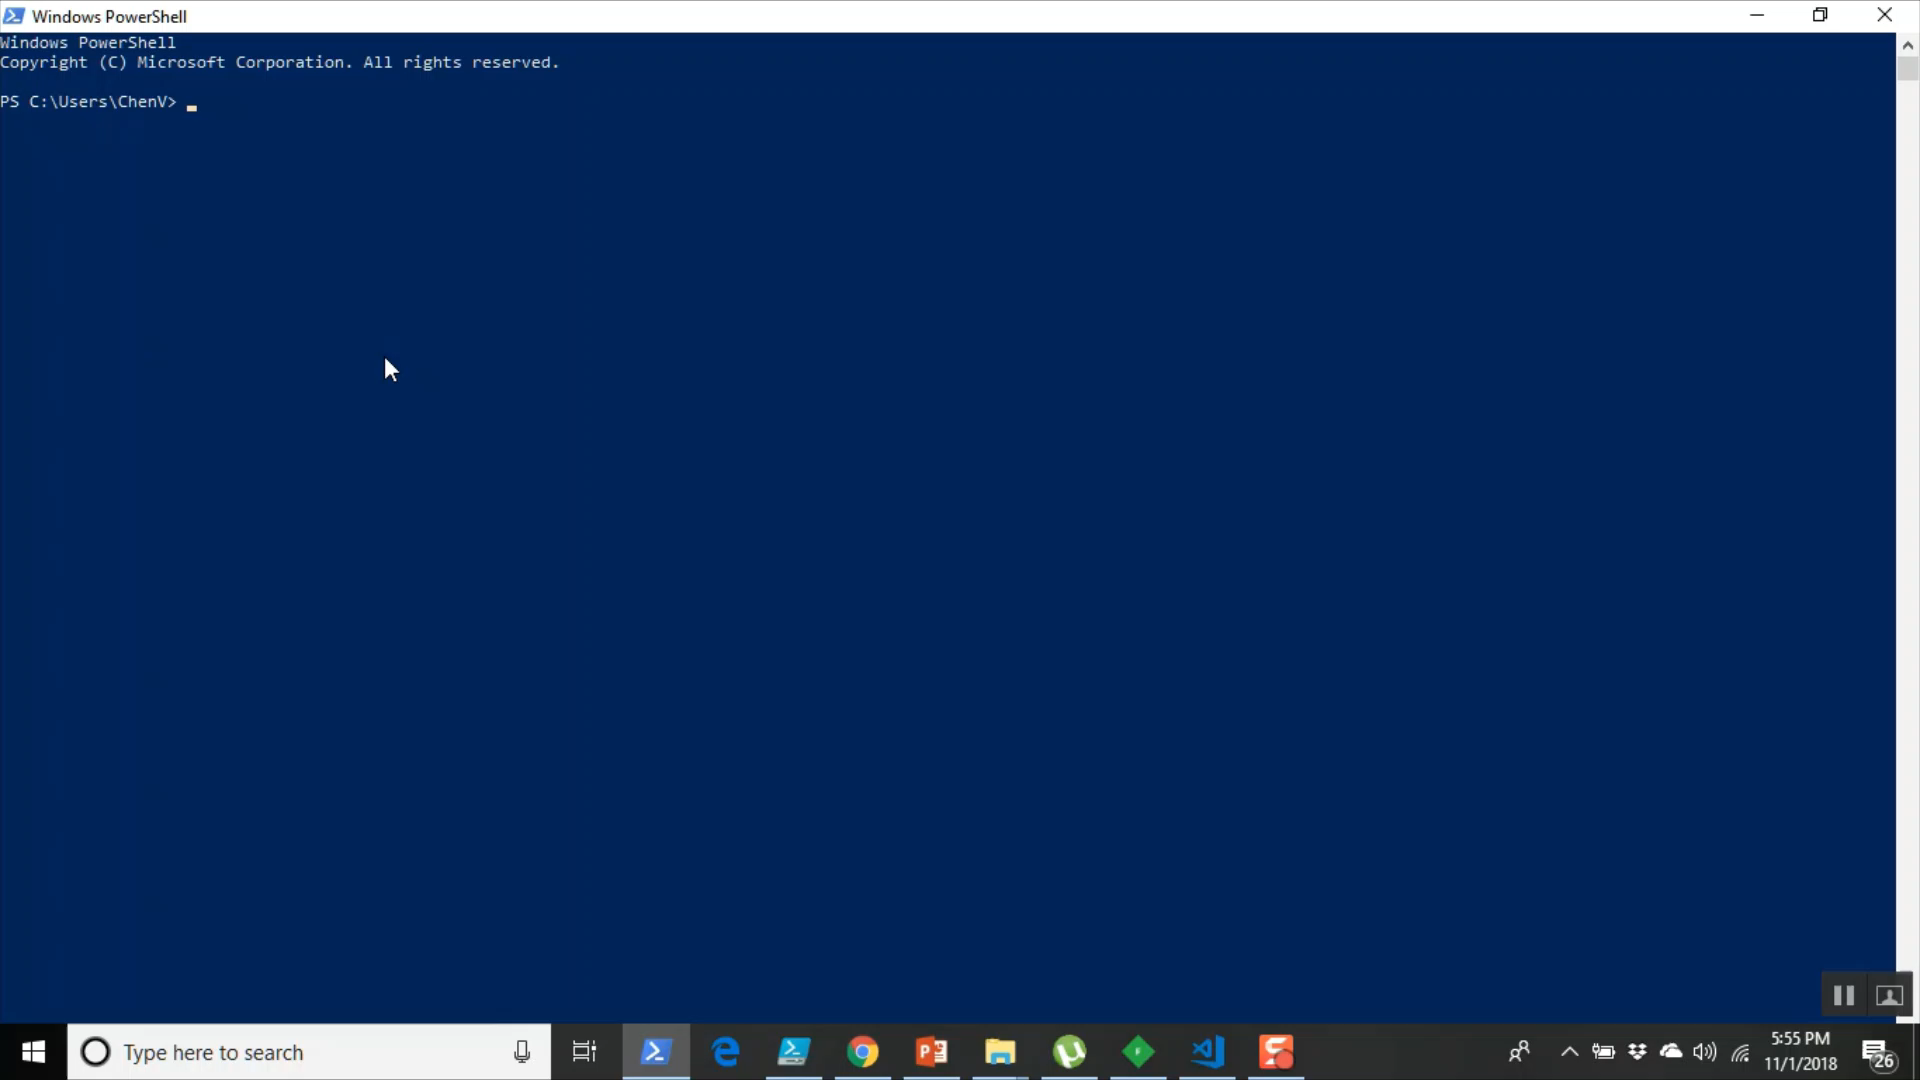 Windows PowerShell
Windows PowerShell
Copyright (C) Microsoft Corporation. All rights reserved.
PS C:\Users\ChenV>
Type here to search
5:55 PM
11/1/2018
26